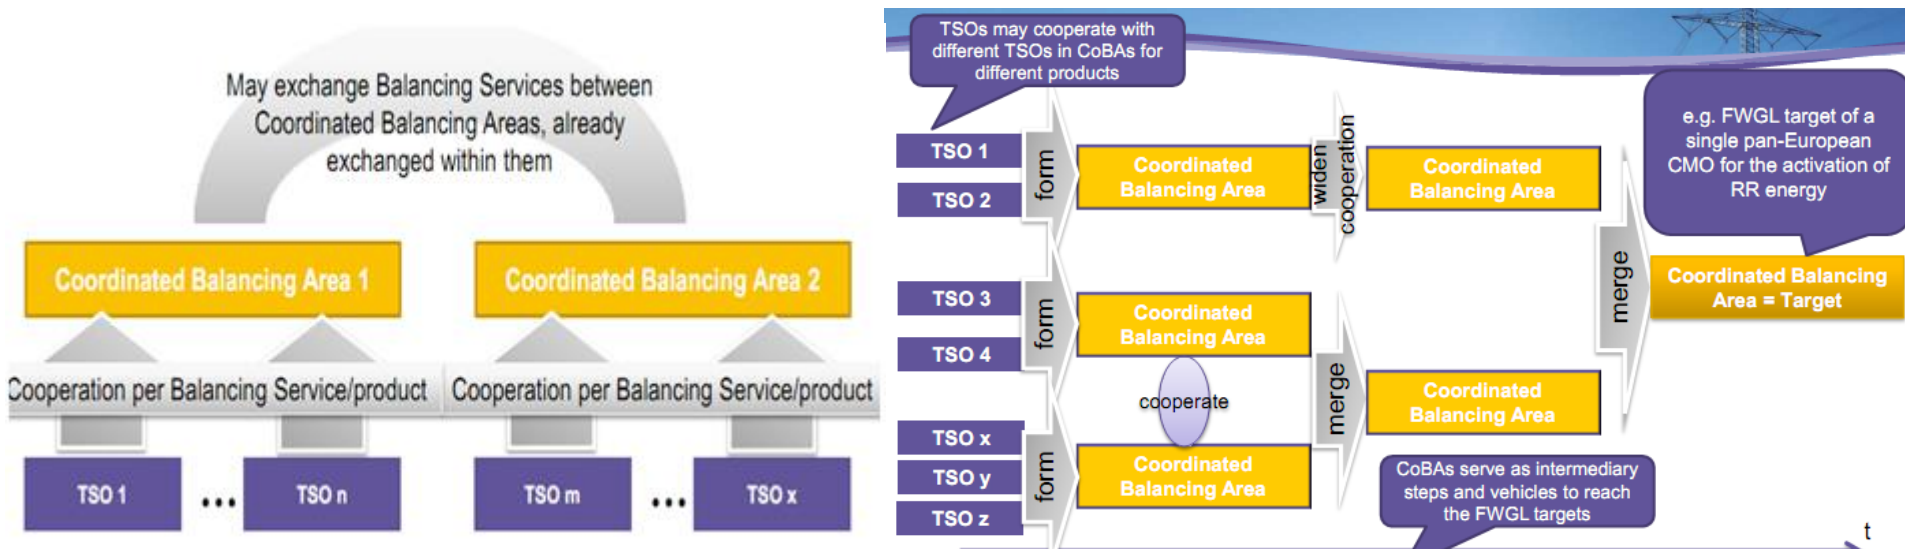 May exchange Balancing Services between
Coordinated Balancing Areas, already
exchanged within them
Coordinated Balancing Area 1
Coordinated Balancing Area 2
Cooperation per Balancing Service/product
Cooperation per Balancing Service/product
TSO 1
...
TSO n
TSO m
...
TSO x
TSOs may cooperate with
different TSOs in CoBAs for
different products
TSO 1
TSO 2
form
Coordinated
Balancing Area
widen
cooperation
Coordinated
Balancing Area
e.g. FWGL target of a
single pan-European
CMO for the activation of
RR energy
TSO 3
TSO 4
form
Coordinated
Balancing Area
merge
Coordinated Balancing
Area = Target
cooperate
merge
Coordinated
Balancing Area
TSO x
TSO y
TSO z
form
Coordinated
Balancing Area
CoBAs serve as intermediary
steps and vehicles to reach
the FWGL targets
t